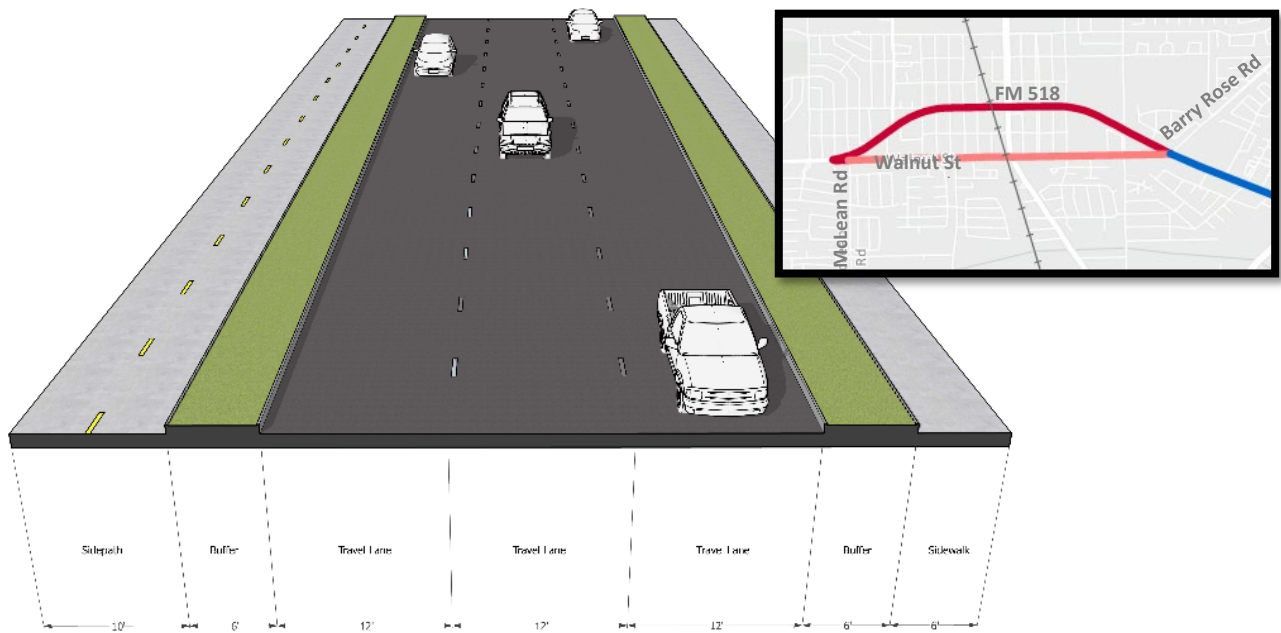 FM 518
Barry Rose Rd
Walnut St
McLean Rd
Rd
Sidepath
Buffer
Travel Lane
Travel Lane
Travel Lane
Buffer
Sidewalk
10'
6'
12'
12'
12'
6'
6'